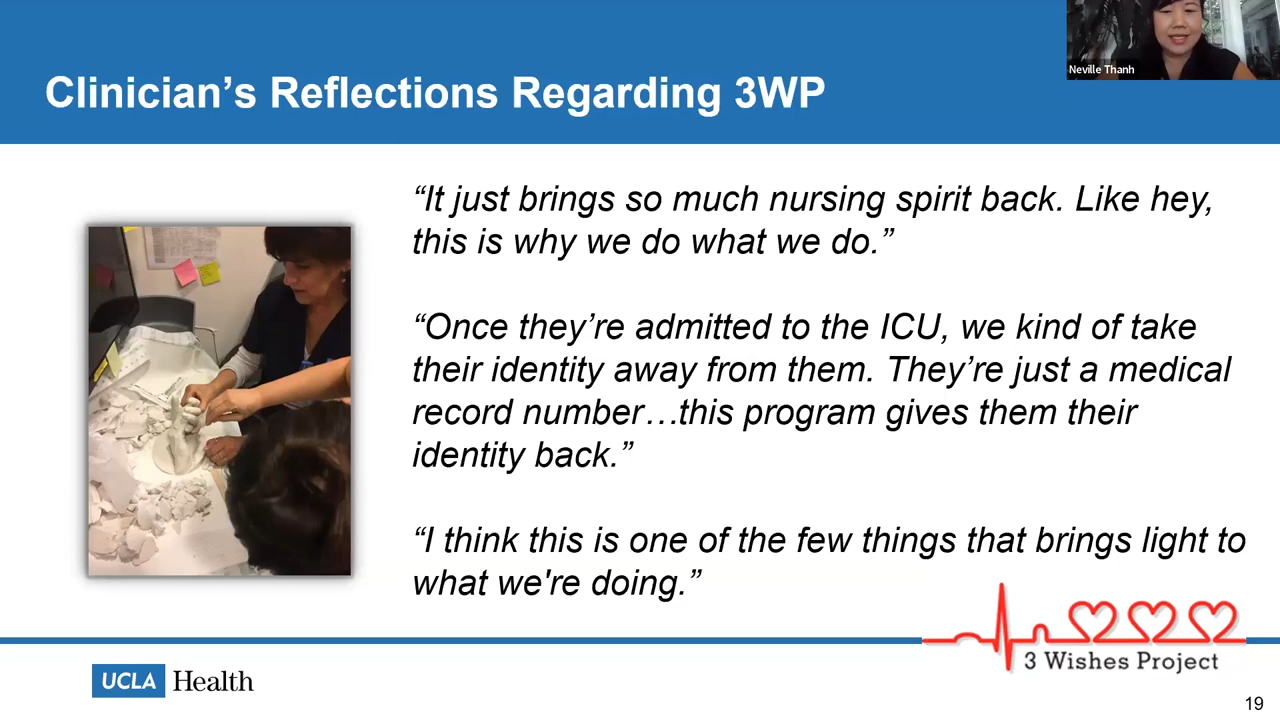 Neville Thanh
Clinician’s Reflections Regarding 3WP
“It just brings so much nursing spirit back. Like hey,
this is why we do what we do.”
“Once they’re admitted to the ICU, we kind of take
their identity away from them. They’re just a medical
record number…this program gives them their
identity back.”
“I think this is one of the few things that brings light to
what we're doing.”
3 Wishes Project
UCLA Health
19